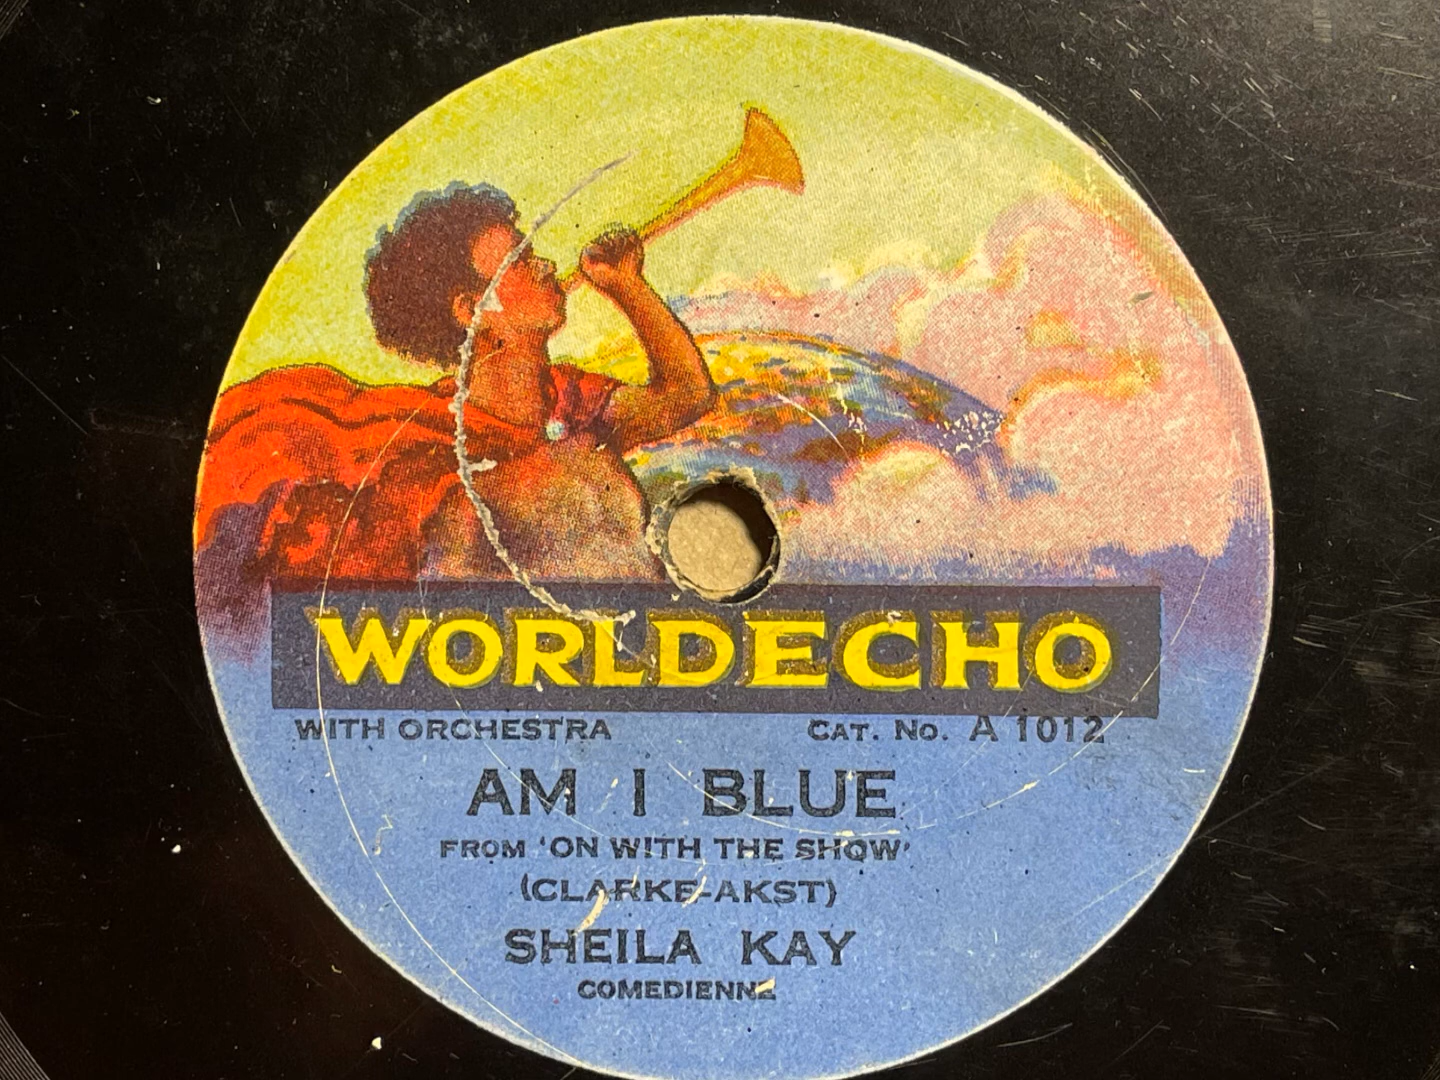 WORLDECHO
WITH ORCHESTRA CAT. No. A 1012
AM I BLUE
FROM 'ON WITH THE SHOW'
(CLARKE-AKST)
SHEILA KAY
COMEDIENNE